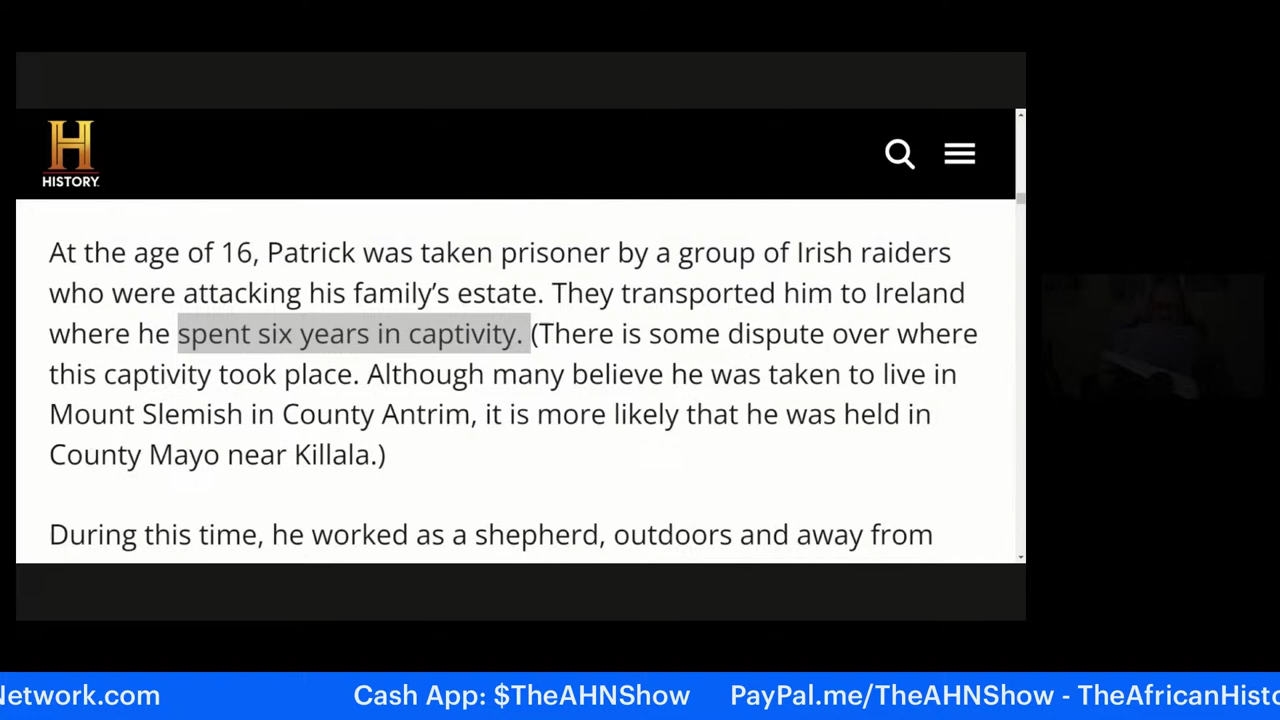 H
HISTORY.
At the age of 16, Patrick was taken prisoner by a group of Irish raiders
who were attacking his family’s estate. They transported him to Ireland
where he spent six years in captivity. (There is some dispute over where
this captivity took place. Although many believe he was taken to live in
Mount Slemish in County Antrim, it is more likely that he was held in
County Mayo near Killala.)
During this time, he worked as a shepherd, outdoors and away from
Network.com Cash App: $TheAHNShow PayPal.me/TheAHNShow - TheAfricanHisto